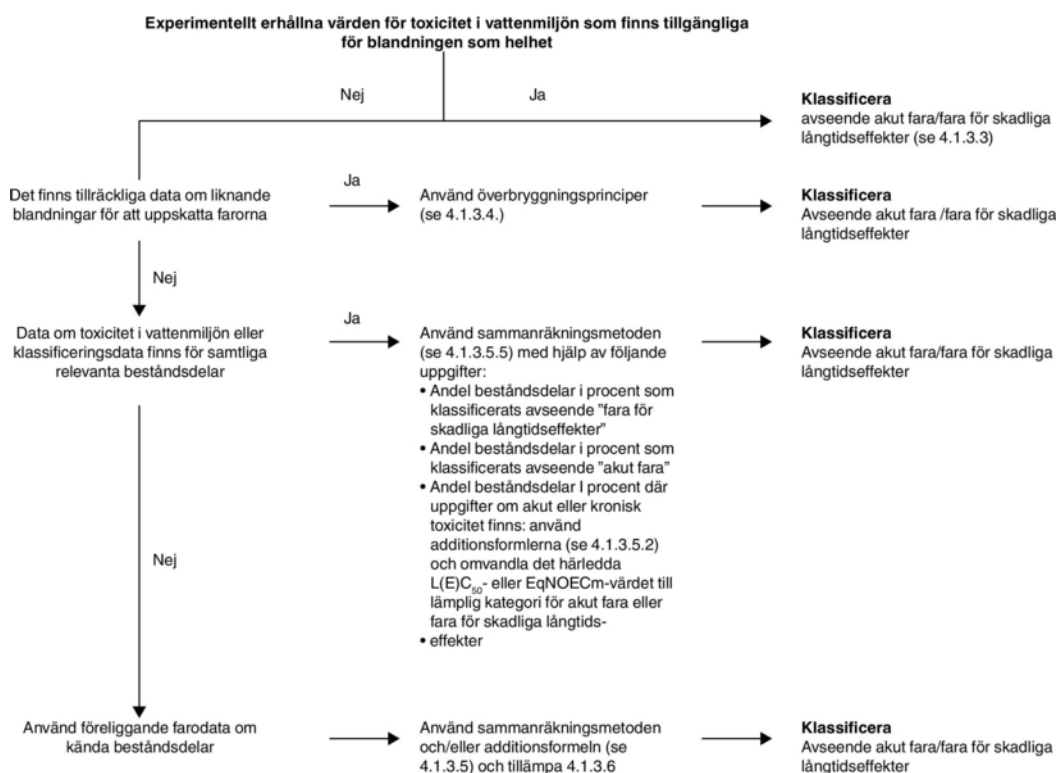 Experimentellt erhållna värden för toxicitet i vattenmiljön som finns tillgängliga
för blandningen som helhet
Nej
Ja
Klassificera
avseende akut fara/fara för skadliga
långtidseffekter (se 4.1.3.3)
Det finns tillräckliga data om liknande
blandningar för att uppskatta farorna
Ja
Använd överbryggningsprinciper
(se 4.1.3.4.)
Klassificera
Avseende akut fara /fara för skadliga
långtidseffekter
Nej
Data om toxicitet i vattenmiljön eller
klassificeringsdata finns för samtliga
relevanta beståndsdelar
Ja
Använd sammanräkningsmetoden
(se 4.1.3.5.5) med hjälp av följande
uppgifter:
• Andel beståndsdelar i procent som
klassificerats avseende ”fara för
skadliga långtidseffekter”
• Andel beståndsdelar i procent som
klassificerats avseende ”akut fara”
• Andel beståndsdelar I procent där
uppgifter om akut eller kronisk
toxicitet finns: använd
additionsformlerna (se 4.1.3.5.2)
och omvandla det härledda
L(E)C50- eller EqNOECm-värdet till
lämplig kategori för akut fara eller
fara för skadliga långtids-
• effekter
Klassificera
Avseende akut fara/fara för skadliga
långtidseffekter
Nej
Använd föreliggande farodata om
kända beståndsdelar
Använd sammanräkningsmetoden
och/eller additionsformeln (se
4.1.3.5) och tillämpa 4.1.3.6
Klassificera
Avseende akut fara/fara för skadliga
långtidseffekter